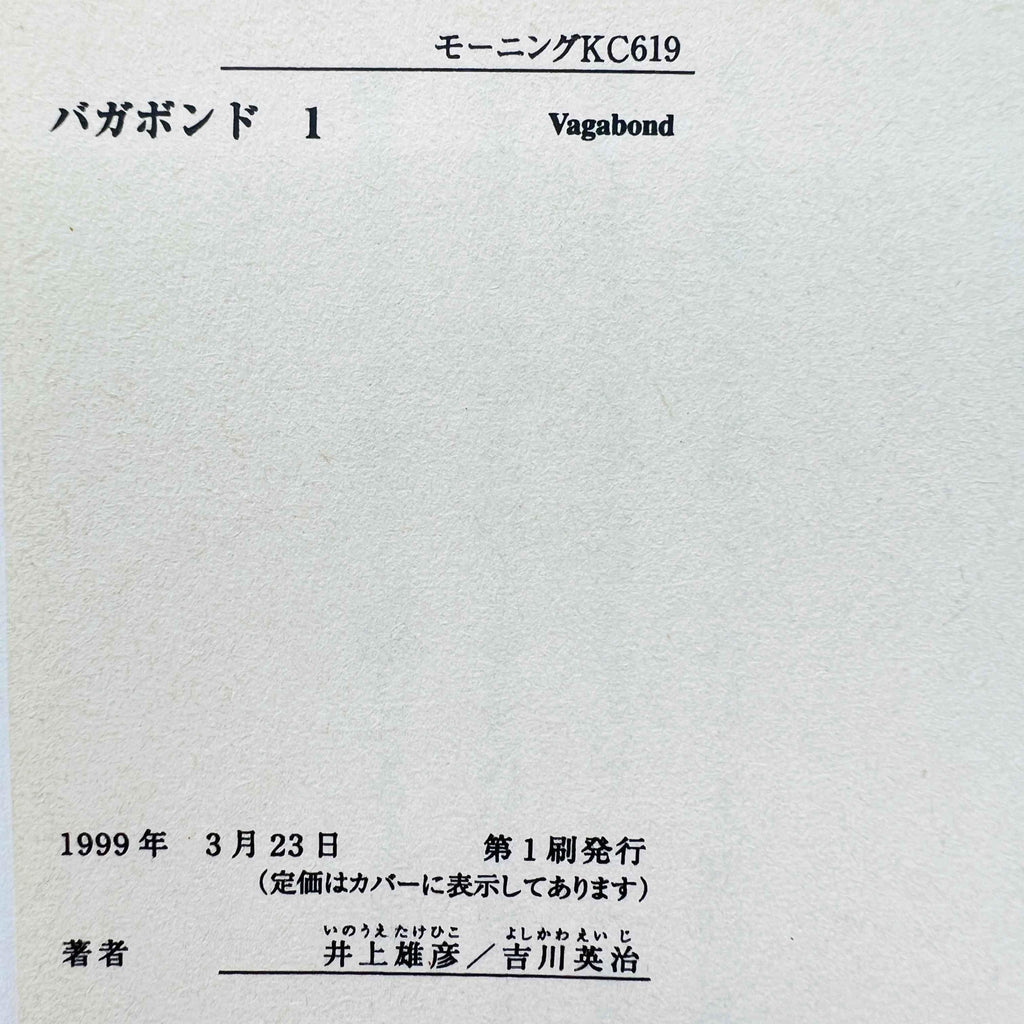 モーニングKC619
バガボンド 1 Vagabond
1999年 3月23日 第1刷発行
(定価はカバーに表示してあります)
いのうえたけひこ よしかわえいじ
著者 井上雄彦／吉川英治